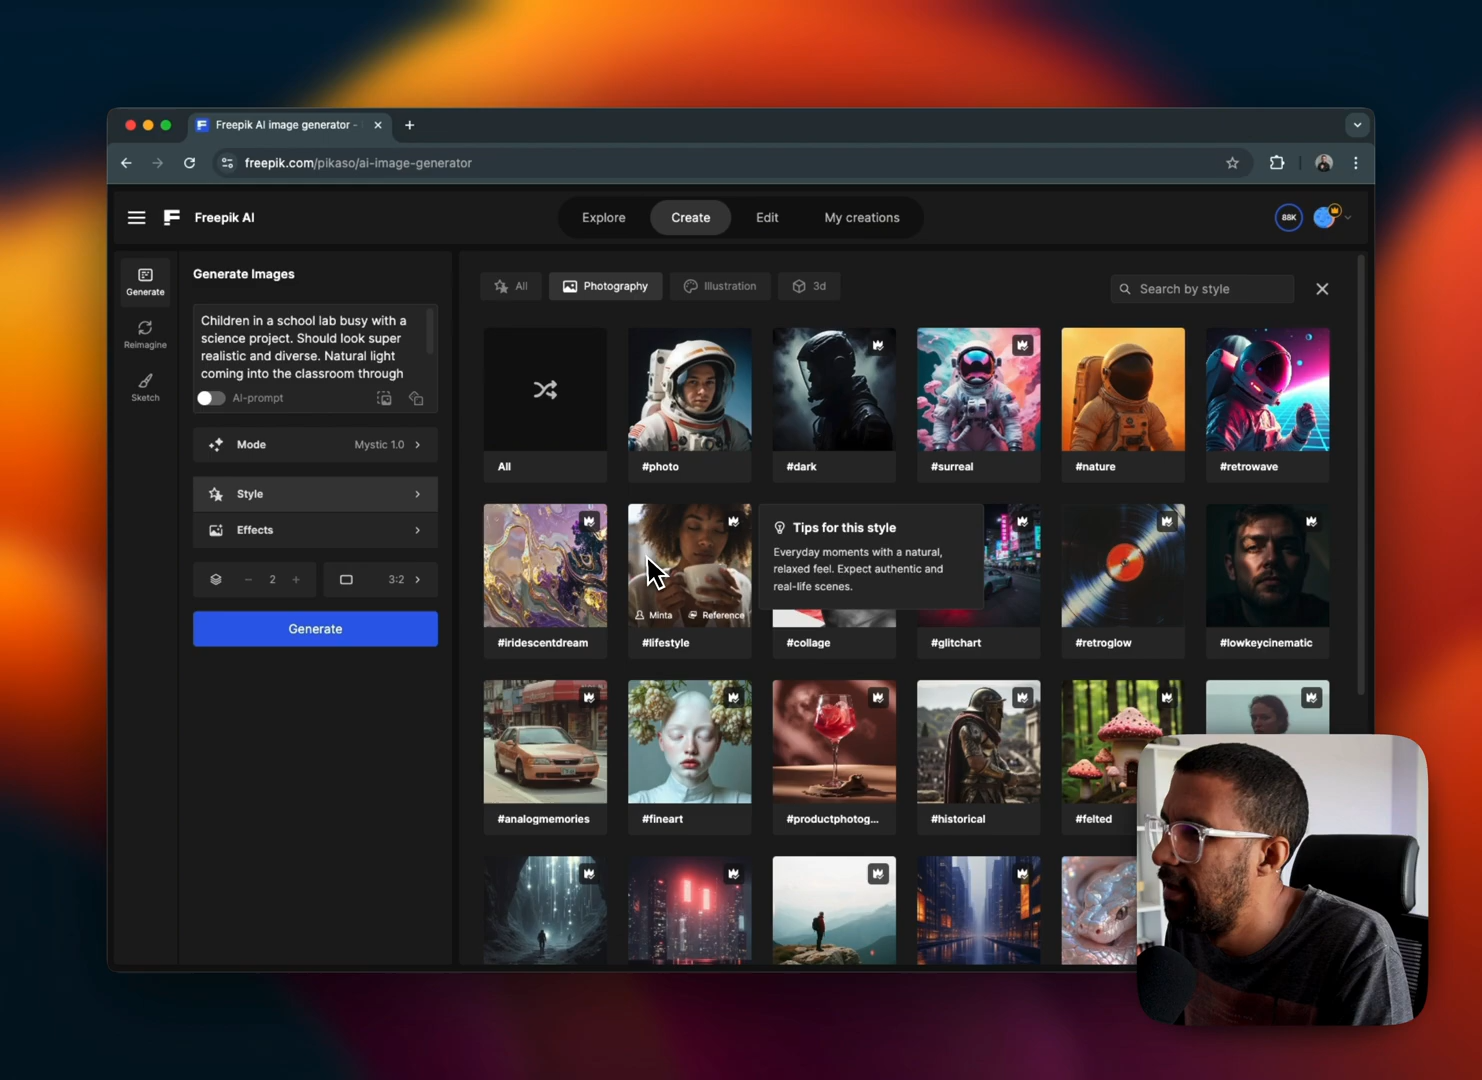 Freepik AI image generator -
freepik.com/pikaso/ai-image-generator
Freepik AI
Explore
Create
Edit
My creations
88K
Generate
Reimagine
Sketch
Generate Images
Children in a school lab busy with a
science project. Should look super
realistic and diverse. Natural light
coming into the classroom through
AI-prompt
Mode
Mystic 1.0
Style
Effects
2
3:2
Generate
All
Photography
Illustration
3d
Search by style
All
#photo
#dark
#surreal
#nature
#retrowave
Tips for this style
Everyday moments with a natural,
relaxed feel. Expect authentic and
real-life scenes.
Minta
Reference
#iridescentdream
#lifestyle
#collage
#glitchart
#retroglow
#lowkeycinematic
#analogmemories
#fineart
#productphotog...
#historical
#felted